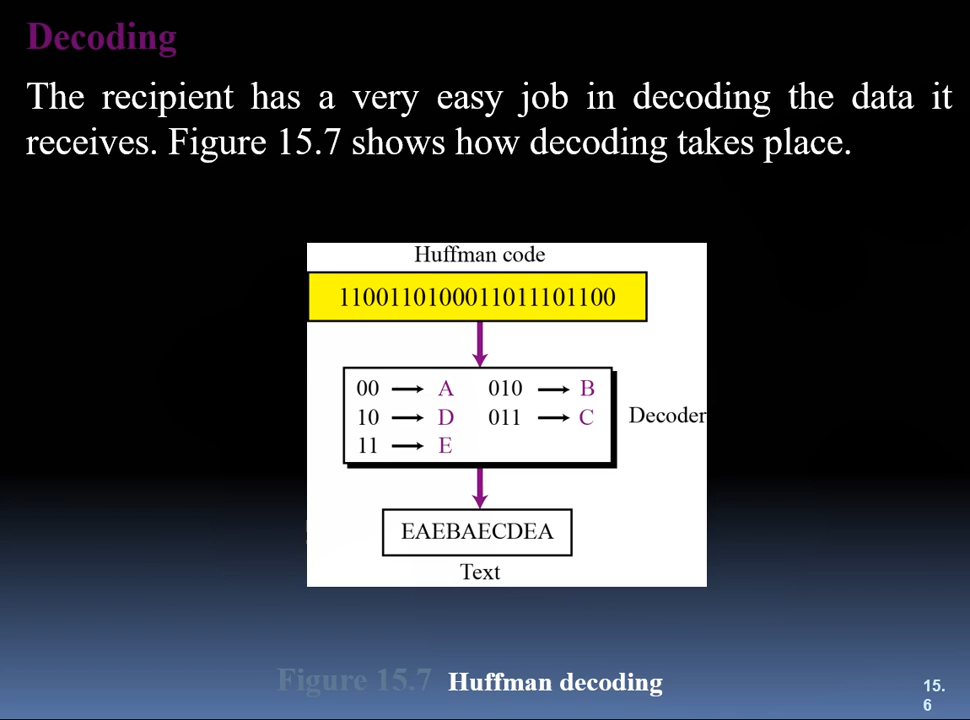 Decoding
The recipient has a very easy job in decoding the data it
receives. Figure 15.7 shows how decoding takes place.
Huffman code
1100110100011011101100
00 → A 010 → B
10 → D 011 → C
11 → E
Decoder
EAEBAECDEA
Text
Figure 15.7 Huffman decoding
15.
6